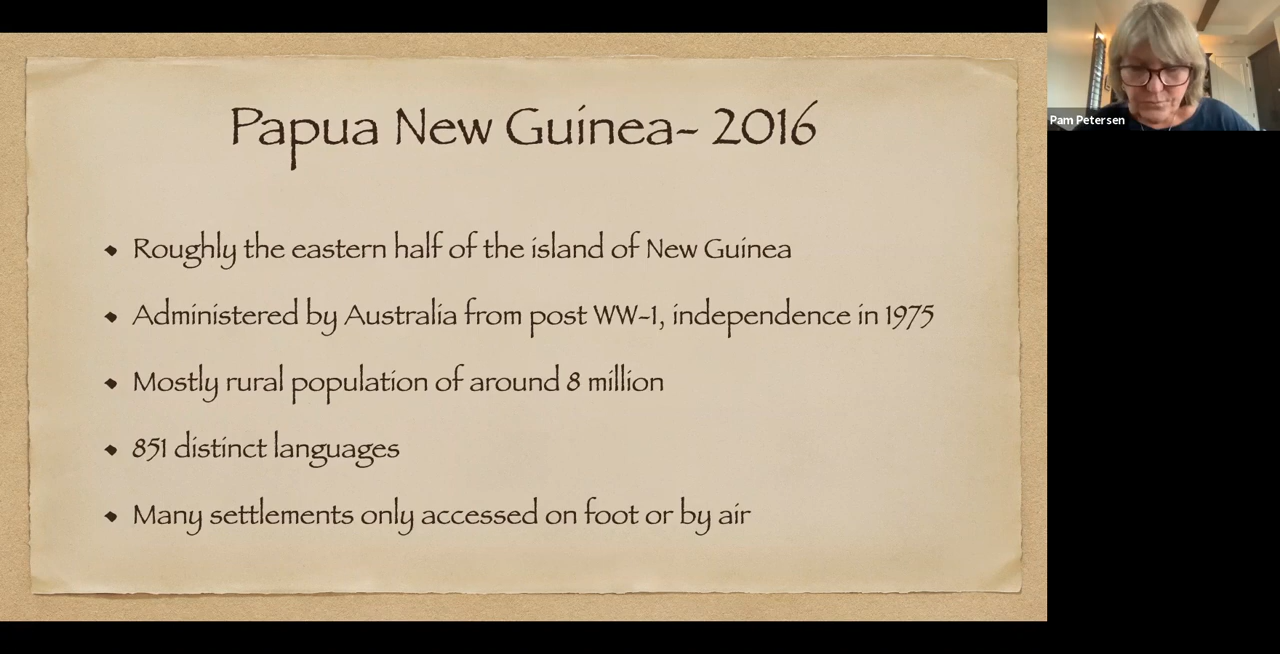 Papua New Guinea- 2016
Roughly the eastern half of the island of New Guinea
Administered by Australia from post WW-1, independence in 1975
Mostly rural population of around 8 million
851 distinct languages
Many settlements only accessed on foot or by air
Pam Petersen